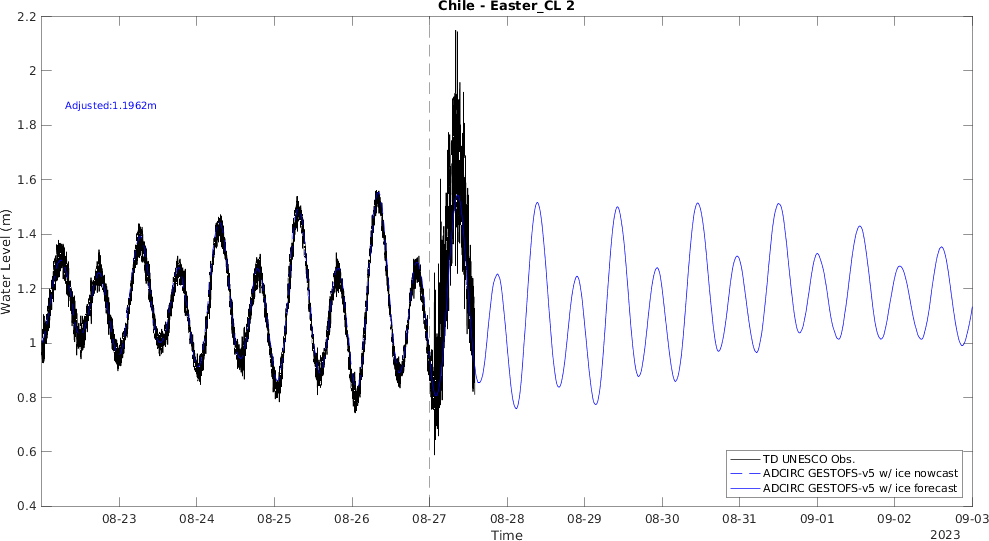 Chile - Easter_CL 2
2.2
2
1.8
1.6
1.4
1.2
1
0.8
0.6
0.4
Water Level (m)
Adjusted:1.1962m
TD UNESCO Obs.
ADCIRC GESTOFS-v5 w/ ice nowcast
ADCIRC GESTOFS-v5 w/ ice forecast
08-23 08-24 08-25 08-26 08-27 08-28 08-29 08-30 08-31 09-01 09-02 09-03
Time
2023